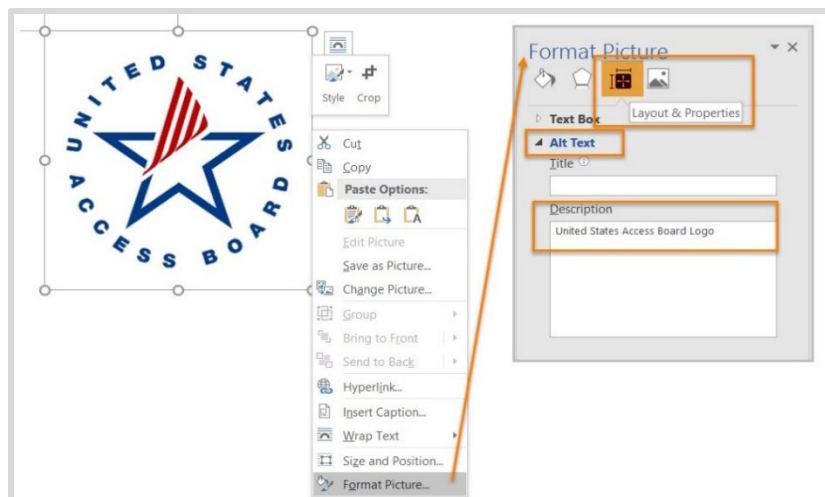 UNITED STATES
ACCESS BOARD
Style Crop
Cut
Copy
Paste Options:
Edit Picture
Save as Picture...
Change Picture...
Group
Bring to Front
Send to Back
Hyperlink...
Insert Caption...
Wrap Text
Size and Position...
Format Picture...
Format Picture
Layout & Properties
Text Box
Alt Text
Title
Description
United States Access Board Logo